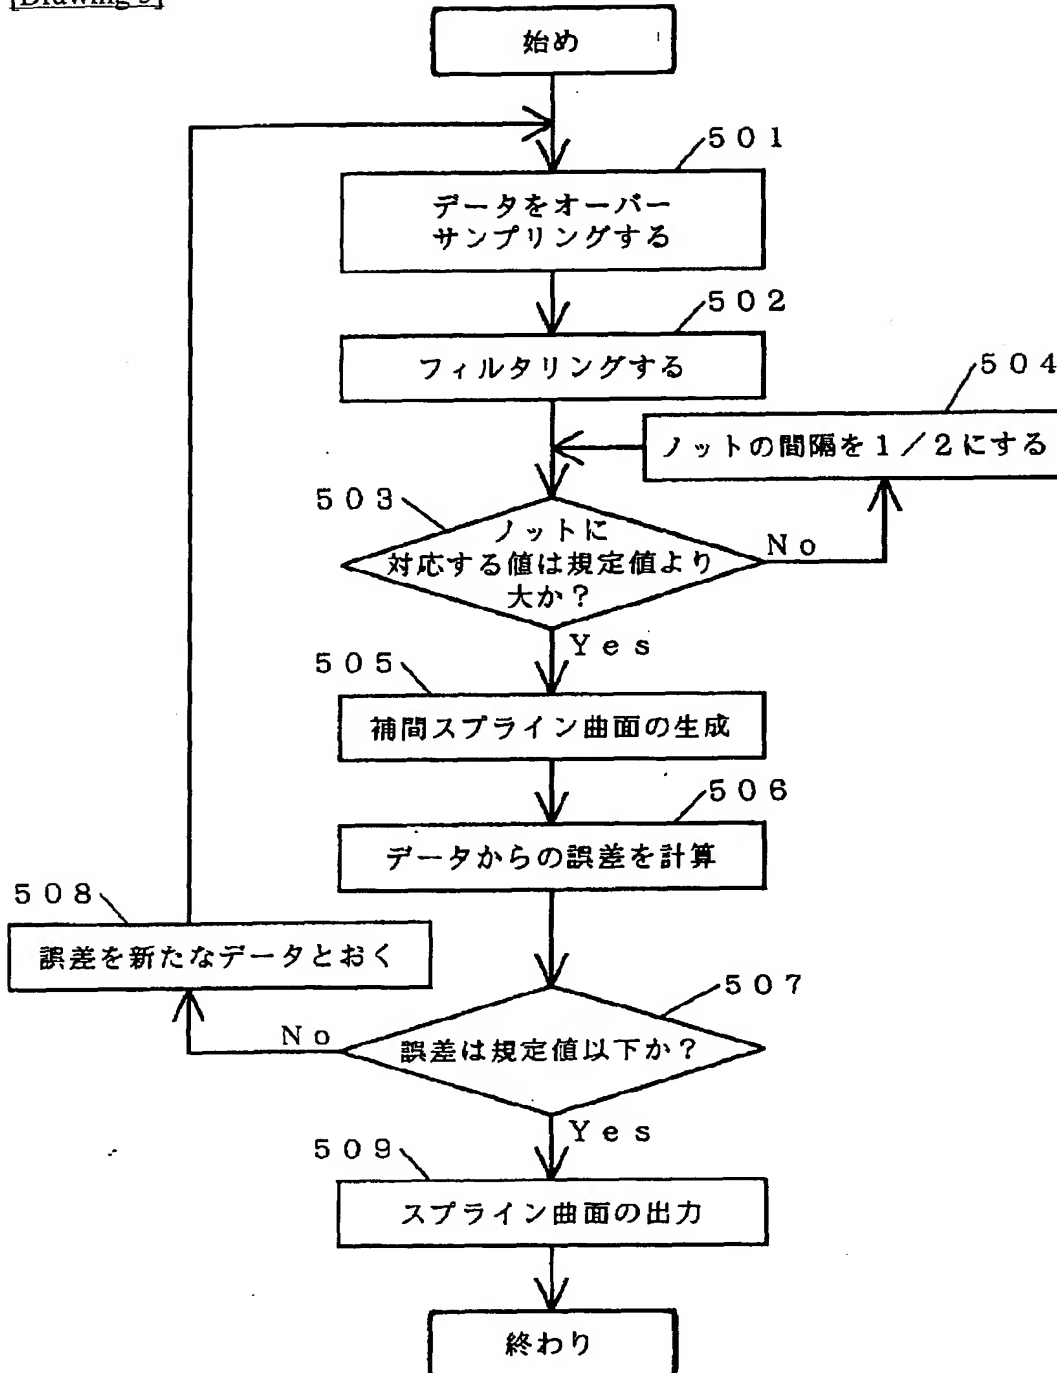 [Drawing 5]
始め
501
データをオーバー
サンプリングする
502
フィルタリングする
504
ノットの間隔を1/2にする
503
ノットに
対応する値は規定値より
大か?
No
Yes
505
補間スプライン曲面の生成
506
データからの誤差を計算
508
誤差を新たなデータとおく
507
誤差は規定値以下か?
No
Yes
509
スプライン曲面の出力
終わり